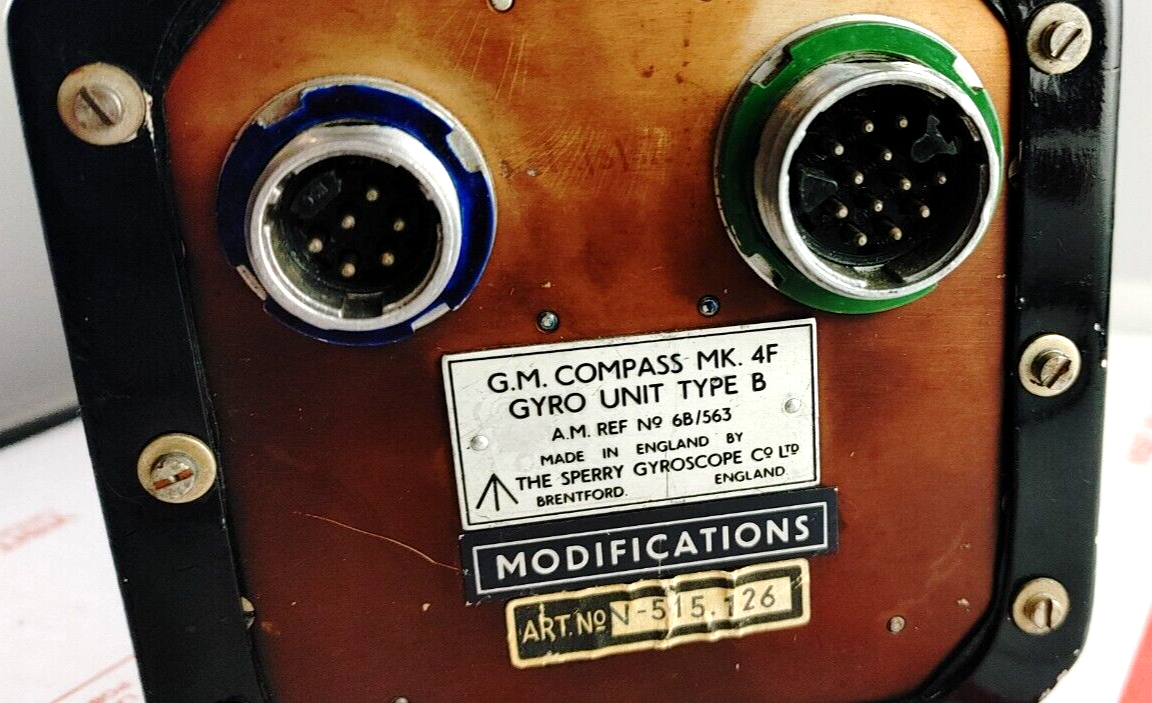 G.M. COMPASS MK. 4F
GYRO UNIT TYPE B
A.M. REF Nº 6B/563
MADE IN ENGLAND BY
THE SPERRY GYROSCOPE Cº LTD
BRENTFORD. ENGLAND.
MODIFICATIONS
ART. Nº N-515.126